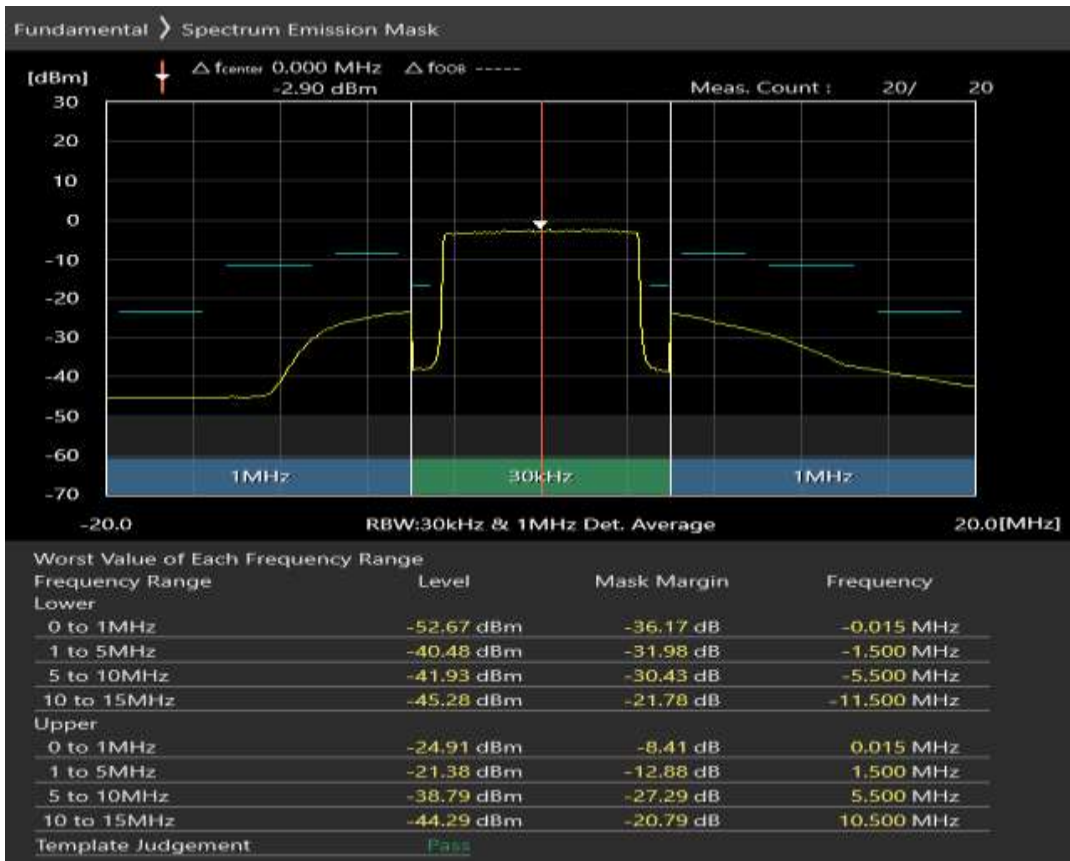 Fundamental ❭ Spectrum Emission Mask
[dBm] △ fcenter 0.000 MHz △ fOOB -----
-2.90 dBm Meas. Count : 20/ 20
30
20
10
0
-10
-20
-30
-40
-50
-60
1MHz 30kHz 1MHz
-70
-20.0 RBW:30kHz & 1MHz Det. Average 20.0[MHz]
Worst Value of Each Frequency Range
Frequency Range Level Mask Margin Frequency
Lower
0 to 1MHz -52.67 dBm -36.17 dB -0.015 MHz
1 to 5MHz -40.48 dBm -31.98 dB -1.500 MHz
5 to 10MHz -41.93 dBm -30.43 dB -5.500 MHz
10 to 15MHz -45.28 dBm -21.78 dB -11.500 MHz
Upper
0 to 1MHz -24.91 dBm -8.41 dB 0.015 MHz
1 to 5MHz -21.38 dBm -12.88 dB 1.500 MHz
5 to 10MHz -38.79 dBm -27.29 dB 5.500 MHz
10 to 15MHz -44.29 dBm -20.79 dB 10.500 MHz
Template Judgement Pass